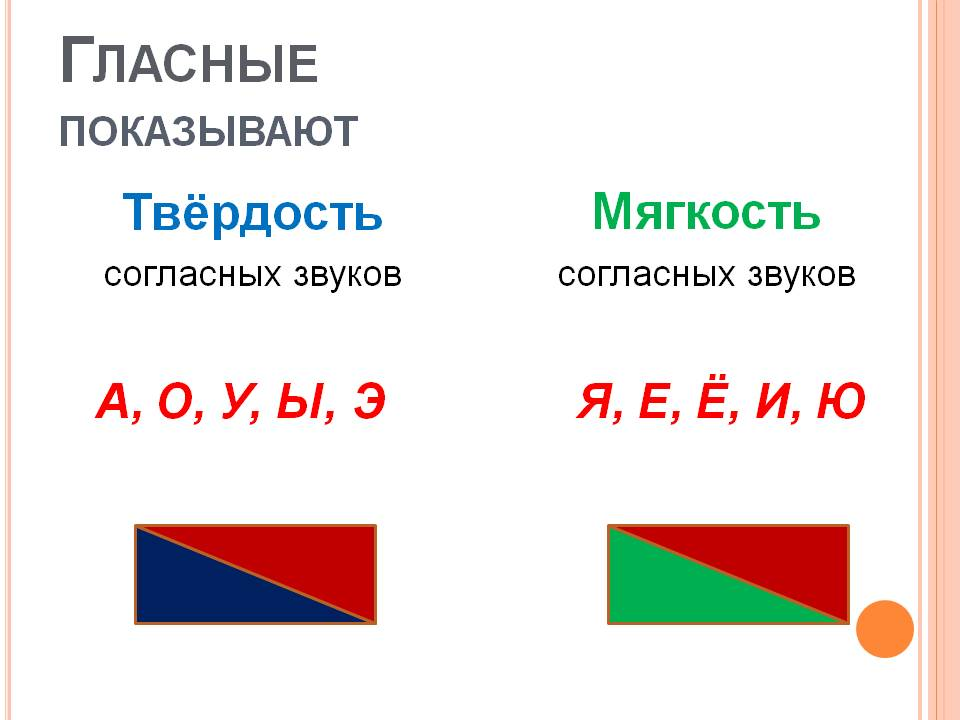 Гласные
показывают
Твёрдость
согласных звуков
А, О, У, Ы, Э
Мягкость
согласных звуков
Я, Е, Ё, И, Ю